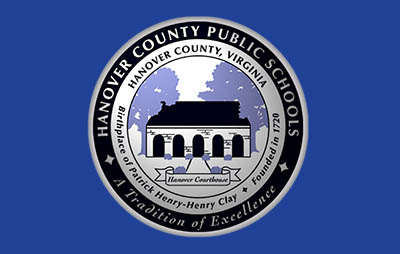 HANOVER COUNTY PUBLIC SCHOOLS
HANOVER COUNTY, VIRGINIA
Birthplace of Patrick Henry-Henry Clay ✦ Founded in 1720
Hanover Courthouse
✦ A Tradition of Excellence ✦